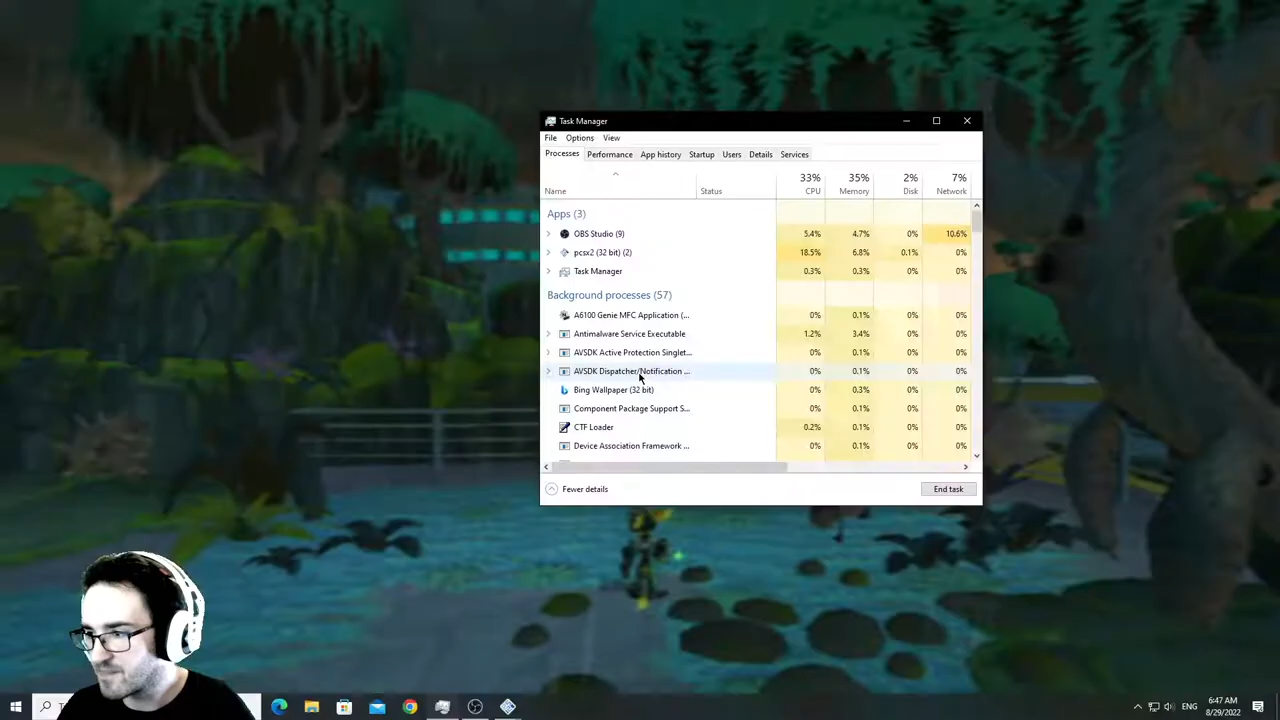 Task Manager
File Options View
Processes Performance App history Startup Users Details Services
33% 35% 2% 7%
Name Status CPU Memory Disk Network
Apps (3)
OBS Studio (9) 5.4% 4.7% 0% 10.6%
pcsx2 (32 bit) (2) 18.5% 6.8% 0.1% 0%
Task Manager 0.3% 0.3% 0% 0%
Background processes (57)
A6100 Genie MFC Application (... 0% 0.1% 0% 0%
Antimalware Service Executable 1.2% 3.4% 0% 0%
AVSDK Active Protection Singlet... 0% 0.1% 0% 0%
AVSDK Dispatcher/Notification ... 0% 0.1% 0% 0%
Bing Wallpaper (32 bit) 0% 0.3% 0% 0%
Component Package Support S... 0% 0.1% 0% 0%
CTF Loader 0.2% 0.1% 0% 0%
Device Association Framework ... 0% 0.1% 0% 0%
Fewer details End task
ENG 6:47 AM
8/29/2022